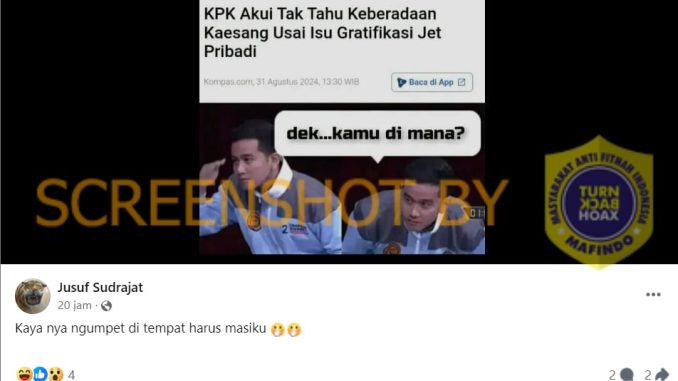 KPK Akui Tak Tahu Keberadaan
Kaesang Usai Isu Gratifikasi Jet
Pribadi
Kompas.com, 31 Agustus 2024, 13:30 WIB
Baca di App
dek...kamu di mana?
SCREENSHOT BY
MASYARAKAT ANTI FITNAH INDONESIA
TURN
BACK
HOAX
MAFINDO
2
Jusuf Sudrajat
20 jam ·
Kaya nya ngumpet di tempat harus masiku 🤭🤭
4
2
2